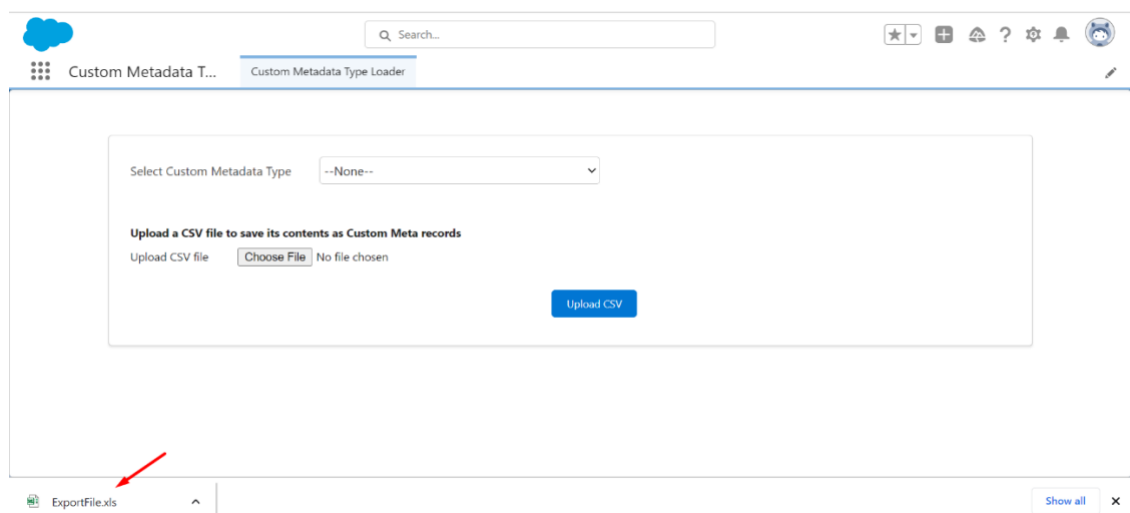 Search...
Custom Metadata T... Custom Metadata Type Loader
Select Custom Metadata Type --None--
Upload a CSV file to save its contents as Custom Meta records
Upload CSV file Choose File No file chosen
Upload CSV
ExportFile.xls Show all